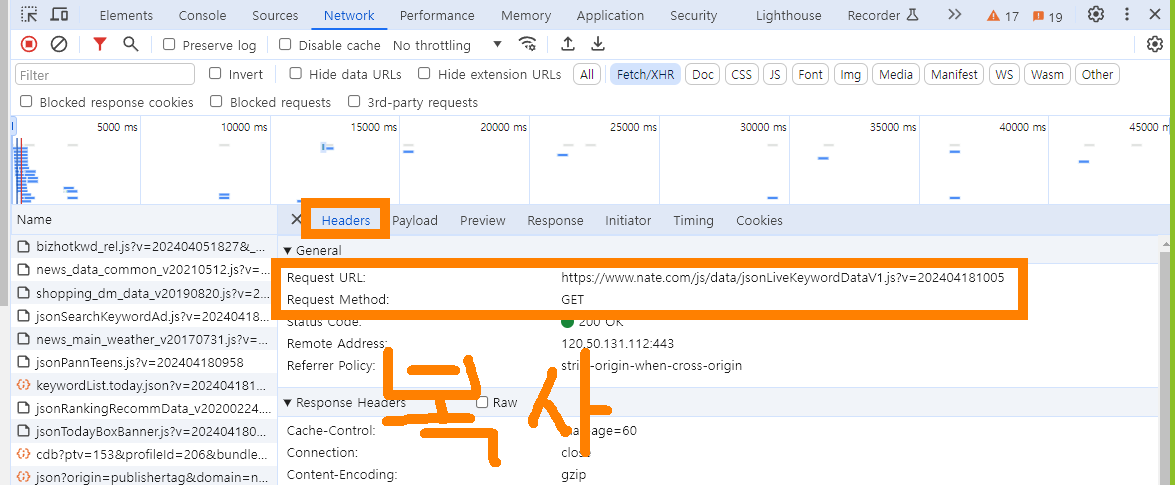 Elements Console Sources Network Performance Memory Application Security Lighthouse Recorder 17 19
Preserve log Disable cache No throttling
Filter Invert Hide data URLs Hide extension URLs All Fetch/XHR Doc CSS JS Font Img Media Manifest WS Wasm Other
Blocked response cookies Blocked requests 3rd-party requests
5000 ms 10000 ms 15000 ms 20000 ms 25000 ms 30000 ms 35000 ms 40000 ms 45000
Name
Headers Payload Preview Response Initiator Timing Cookies
bizhotkwd_rel.js?v=202404051827&_...
news_data_common_v20210512.js?v=...
shopping_dm_data_v20190820.js?v=2...
jsonSearchKeywordAd.js?v=20240418...
news_main_weather_v20170731.js?v=...
jsonPannTeens.js?v=202404180958
keywordList.today.json?v=202404181...
jsonRankingRecommData_v20200224...
jsonTodayBoxBanner.js?v=202404180...
cdb?ptv=153&profileId=206&bundle...
json?origin=publishertag&domain=n...
General
Request URL: https://www.nate.com/js/data/jsonLiveKeywordDataV1.js?v=202404181005
Request Method: GET
Status Code: 200 OK
Remote Address: 120.50.131.112:443
Referrer Policy: strict-origin-when-cross-origin
Response Headers Raw
Cache-Control: max-age=60
Connection: close
Content-Encoding: gzip
복사